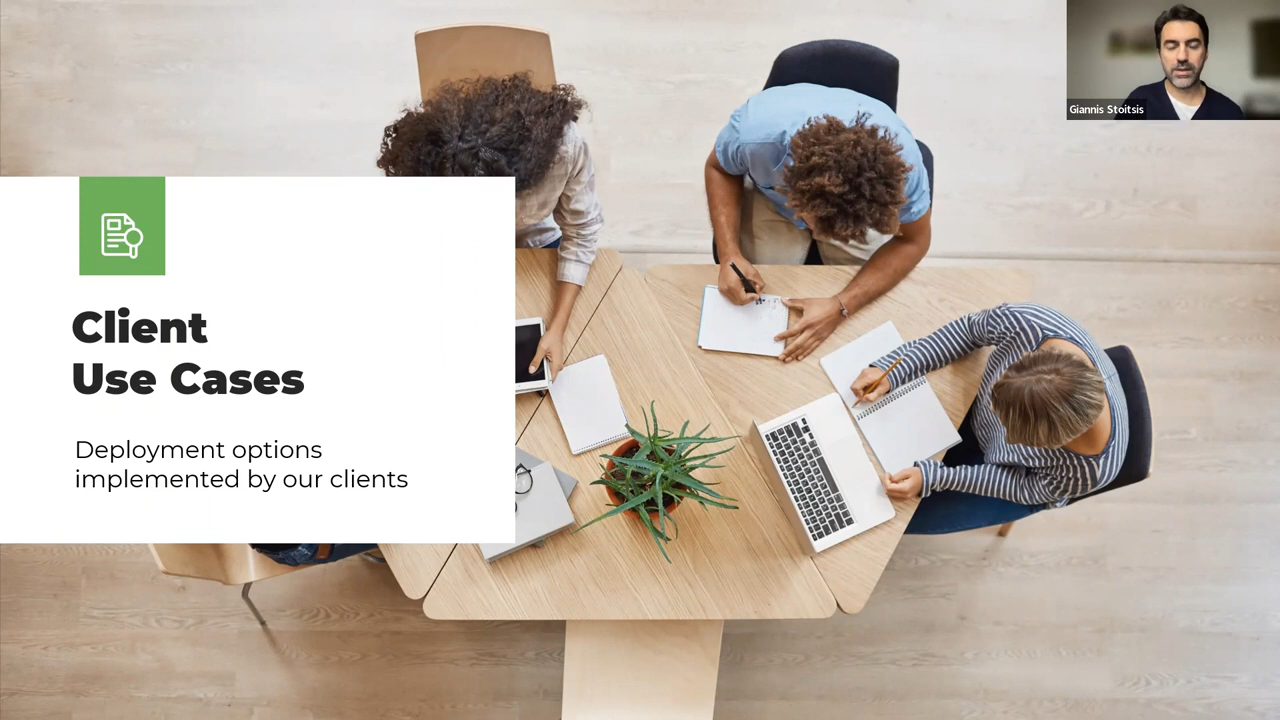 Giannis Stoitsis
Client
Use Cases
Deployment options
implemented by our clients